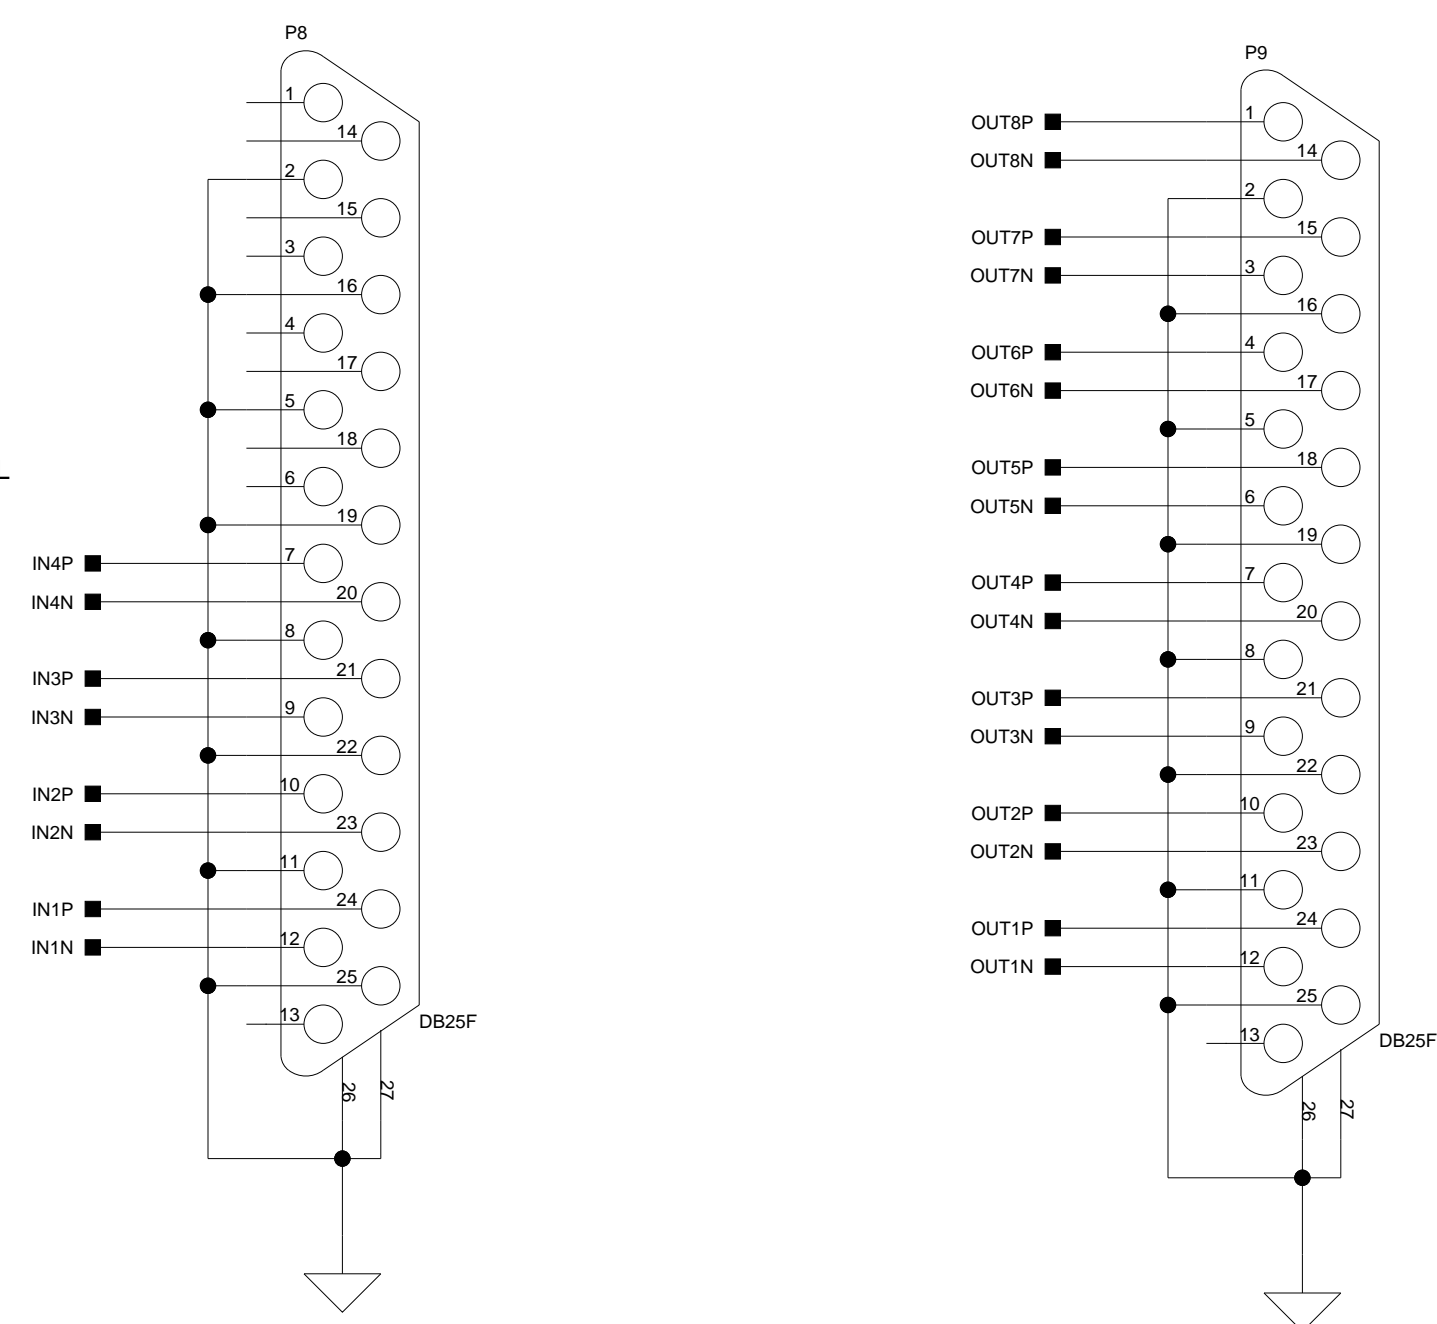 P8
1
14
2
15
3
16
4
17
5
18
6
19
IN4P 7
IN4N 20
8
IN3P 21
IN3N 9
22
IN2P 10
IN2N 23
11
IN1P 24
IN1N 12
25
13
DB25F
26 27
P9
OUT8P 1
OUT8N 14
2
OUT7P 15
OUT7N 3
16
OUT6P 4
OUT6N 17
5
OUT5P 18
OUT5N 6
19
OUT4P 7
OUT4N 20
8
OUT3P 21
OUT3N 9
22
OUT2P 10
OUT2N 23
11
OUT1P 24
OUT1N 12
25
13
DB25F
26 27